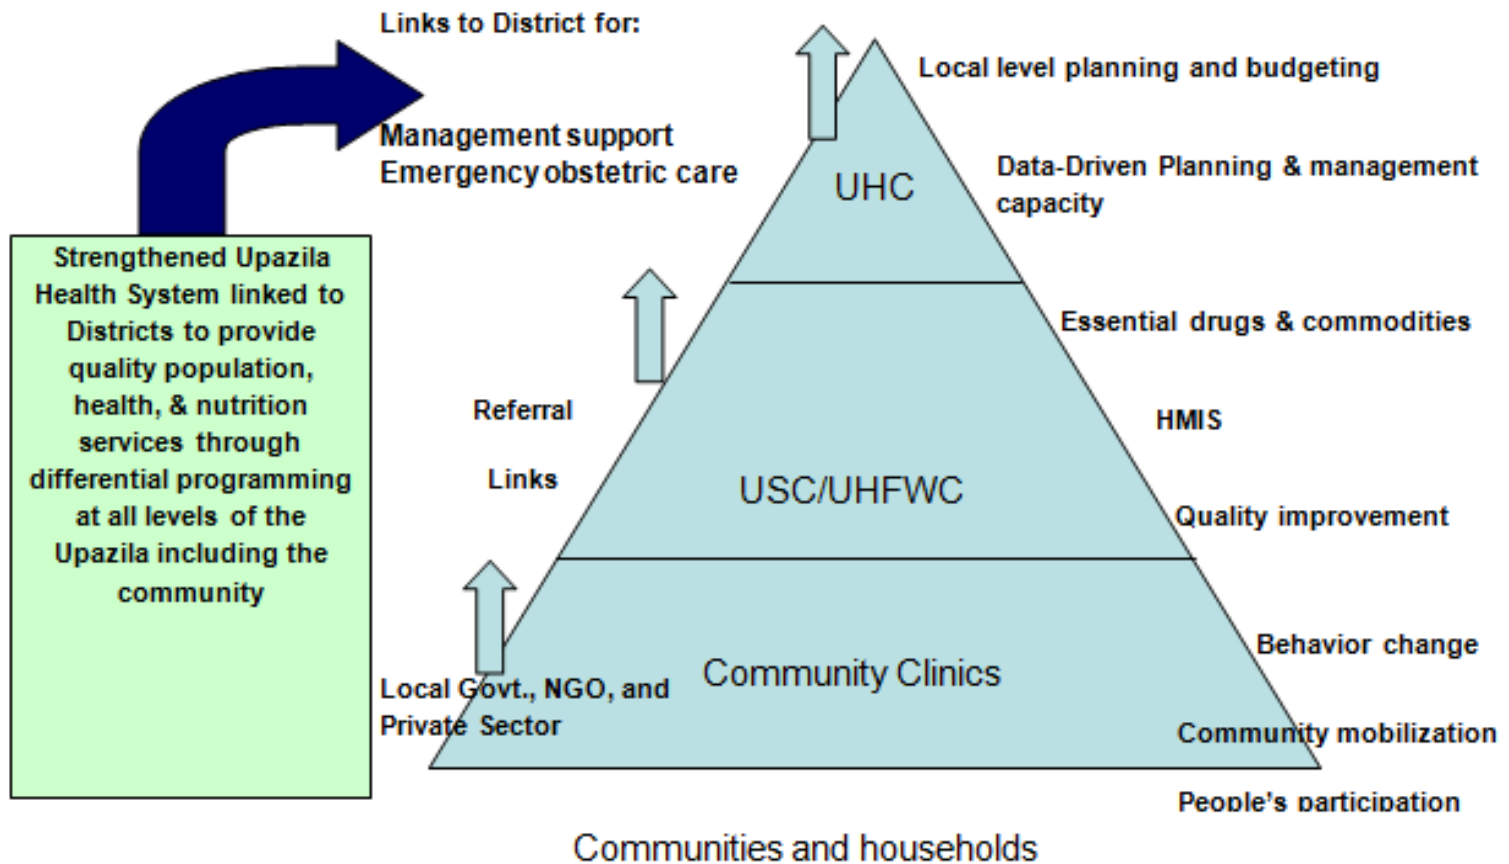 Links to District for:
Management support
Emergency obstetric care
Strengthened Upazila
Health System linked to
Districts to provide
quality population,
health, & nutrition
services through
differential programming
at all levels of the
Upazila including the
community
Referral
Links
Local Govt., NGO, and
Private Sector
UHC
USC/UHFWC
Community Clinics
Local level planning and budgeting
Data-Driven Planning & management
capacity
Essential drugs & commodities
HMIS
Quality improvement
Behavior change
Community mobilization
People's participation
Communities and households